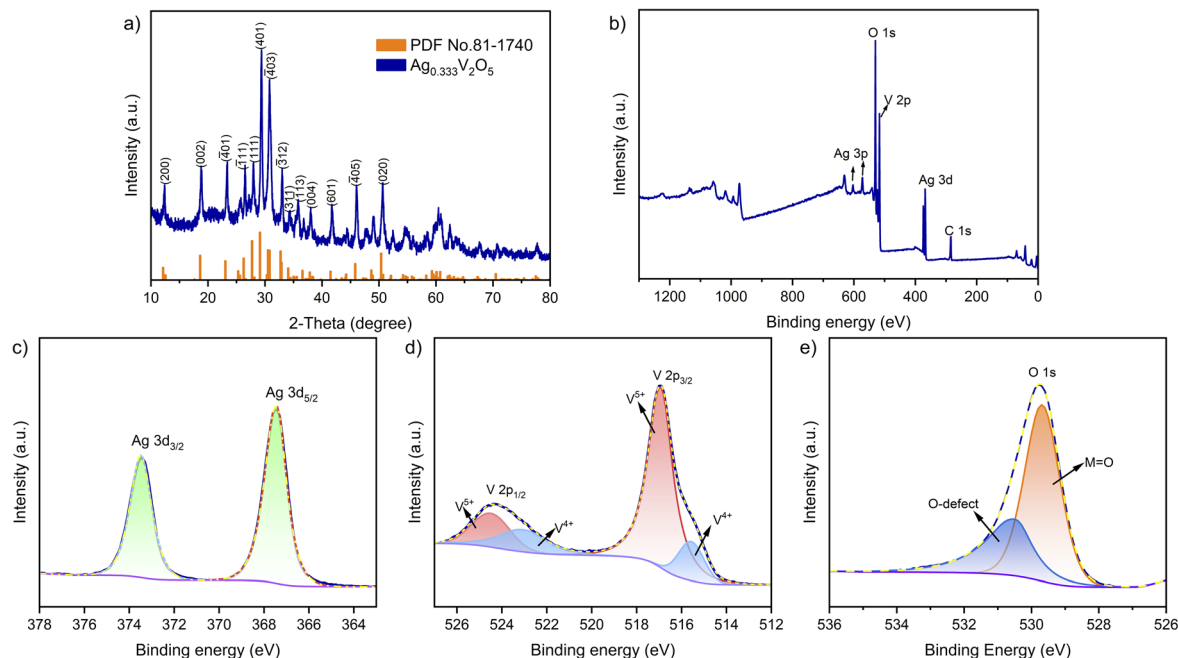 a)
Intensity (a.u.)
PDF No.81-1740
Ag0.333V2O5
(200)
(002)
(4̅01)
(1̅11)
(111)
(401)
(4̅03)
(3̅12)
(311)
(1̅13)
(004)
(601)
(4̅05)
(020)
10 20 30 40 50 60 70 80
2-Theta (degree)
b)
Intensity (a.u.)
O 1s
V 2p
Ag 3p
Ag 3d
C 1s
1200 1000 800 600 400 200 0
Binding energy (eV)
c)
Intensity (a.u.)
Ag 3d3/2
Ag 3d5/2
378 376 374 372 370 368 366 364
Binding energy (eV)
d)
Intensity (a.u.)
V 2p3/2
V5+
V 2p1/2
V5+
V4+
V4+
526 524 522 520 518 516 514 512
Binding energy (eV)
e)
Intensity (a.u.)
O 1s
M=O
O-defect
536 534 532 530 528 526
Binding Energy (eV)